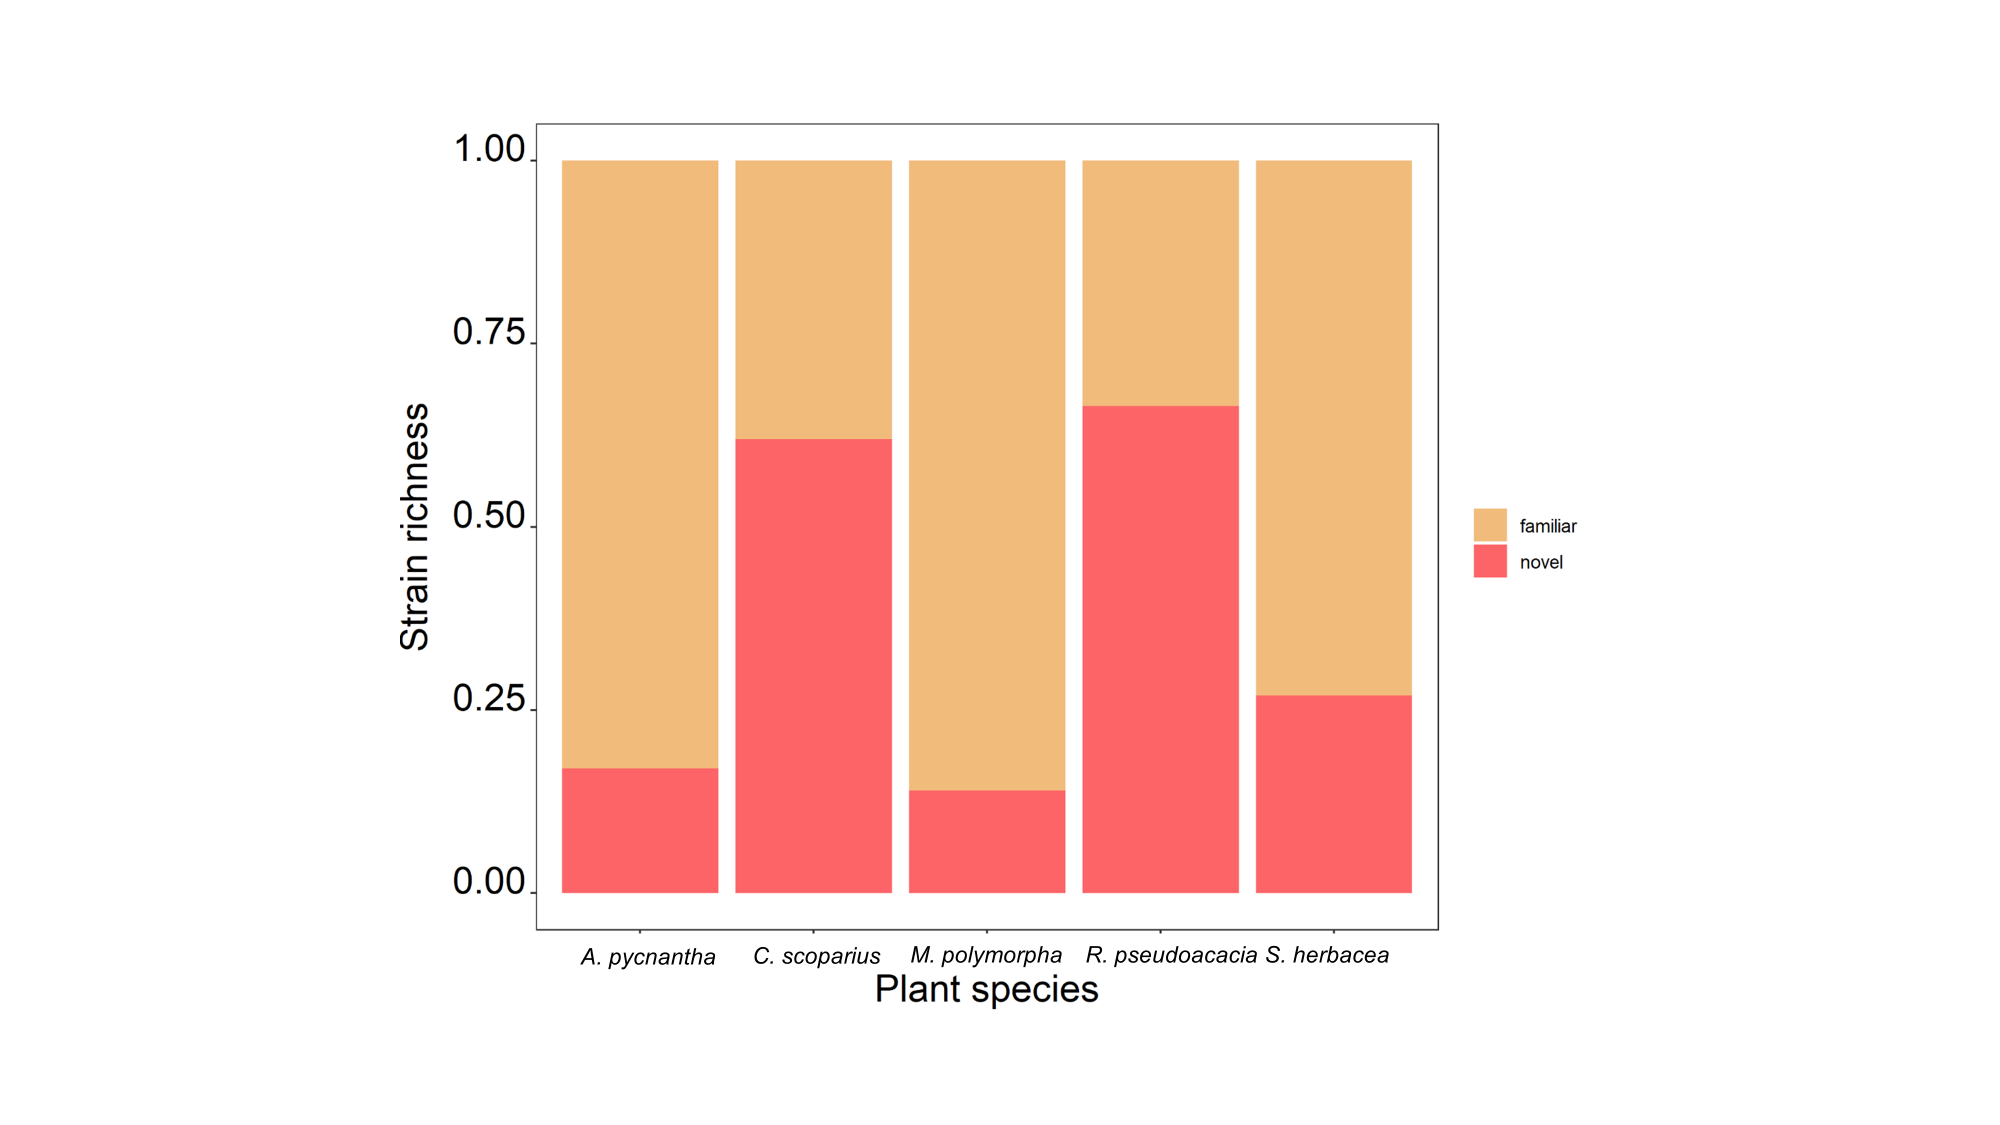 1.00
0.75
0.50
0.25
0.00
Strain richness
familiar
novel
A. pycnantha C. scoparius M. polymorpha R. pseudoacacia S. herbacea
Plant species